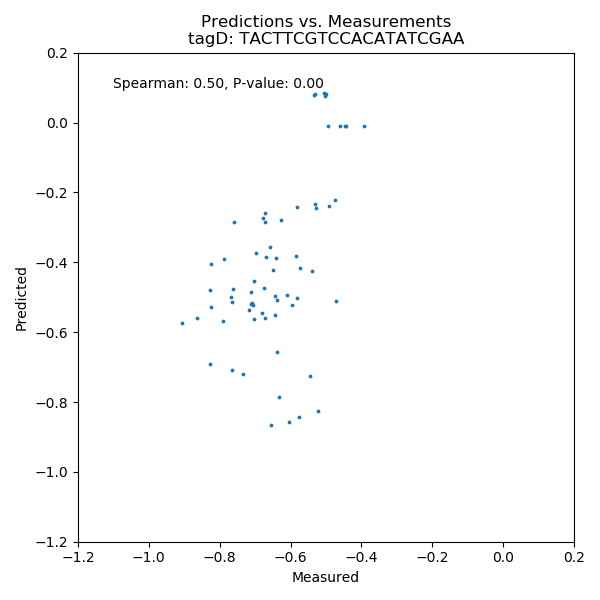 Predictions vs. Measurements
tagD: TACTTCGTCCACATATCGAA
Spearman: 0.50, P-value: 0.00
0.2
0.0
−0.2
−0.4
−0.6
−0.8
−1.0
−1.2
Predicted
−1.2 −1.0 −0.8 −0.6 −0.4 −0.2 0.0 0.2
Measured